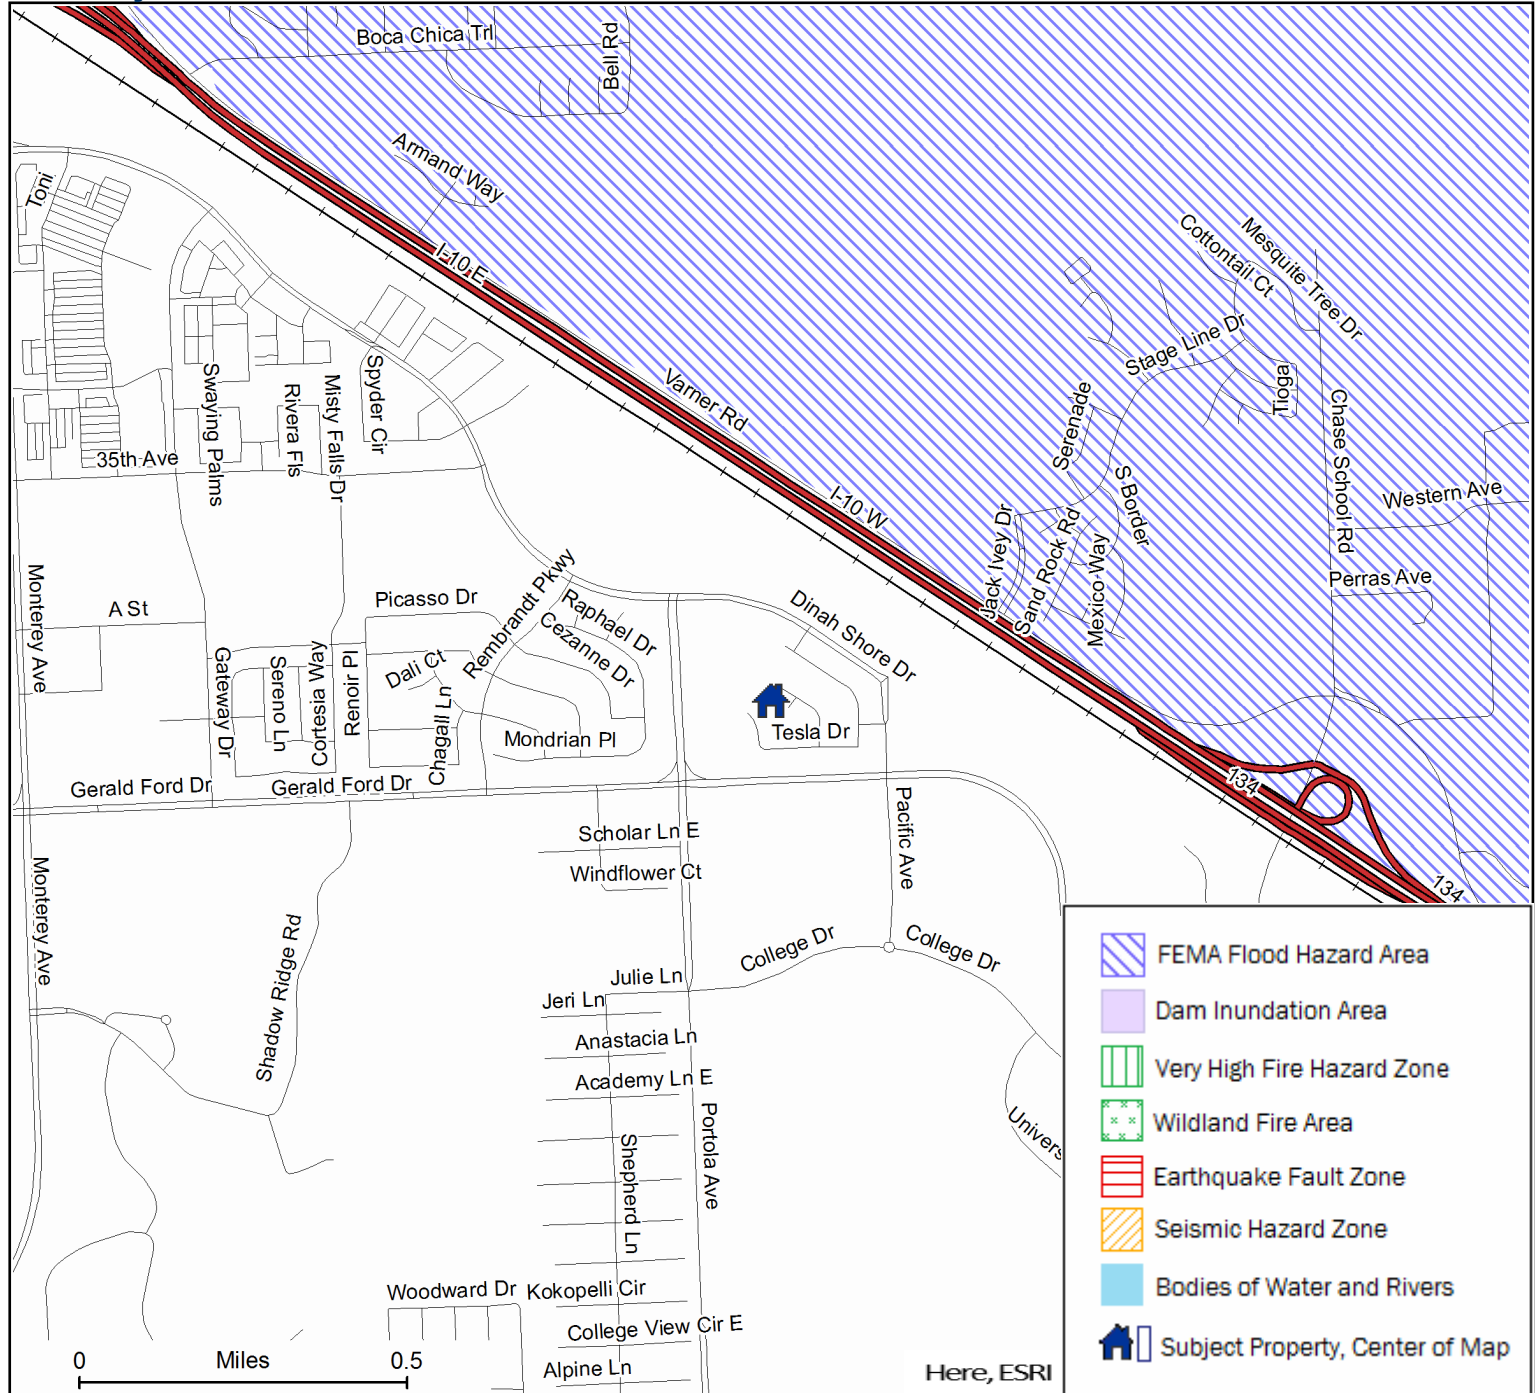 Boca Chica Trl
Bell Rd
Armand Way
Toni
I-10 E
Cottontail Ct
Mesquite Tree Dr
Stage Line Dr
Tioga
Serenade
Chase School Rd
Varner Rd
Swaying Palms
Rivera Fls
Misty Falls Dr
Spyder Cir
35th Ave
I-10 W
S Border
Western Ave
Jack Ivey Dr
Sand Rock Rd
Mexico Way
Perras Ave
Monterey Ave
A St
Picasso Dr
Rembrandt Pkwy
Raphael Dr
Cezanne Dr
Dinah Shore Dr
Gateway Dr
Sereno Ln
Cortesia Way
Renoir Pl
Dali Ct
Chagall Ln
Mondrian Pl
Tesla Dr
Gerald Ford Dr
Gerald Ford Dr
134
134
Pacific Ave
Scholar Ln E
Windflower Ct
Monterey Ave
Shadow Ridge Rd
College Dr
College Dr
Julie Ln
Jeri Ln
Anastacia Ln
Academy Ln E
Portola Ave
Shepherd Ln
Univers
Woodward Dr
Kokopelli Cir
College View Cir E
Alpine Ln
0 Miles 0.5
Here, ESRI
FEMA Flood Hazard Area
Dam Inundation Area
Very High Fire Hazard Zone
Wildland Fire Area
Earthquake Fault Zone
Seismic Hazard Zone
Bodies of Water and Rivers
Subject Property, Center of Map